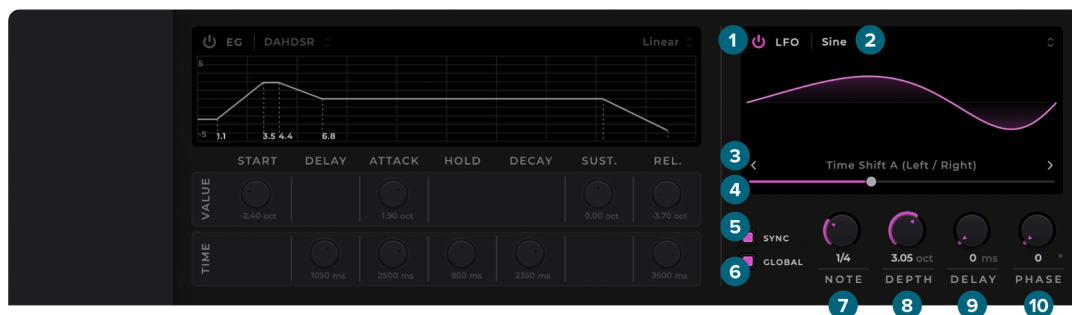 EG DAHDSR Linear
5
-5 1.1 3.5 4.4 6.8
START DELAY ATTACK HOLD DECAY SUST. REL.
VALUE
-2.40 oct 1.90 oct 0.00 oct -3.70 oct
TIME
1050 ms 2500 ms 850 ms 2350 ms 3500 ms
1 LFO Sine 2
3 Time Shift A (Left / Right)
4
5 SYNC
6 GLOBAL
1/4 3.05 oct 0 ms 0 °
NOTE DEPTH DELAY PHASE
7 8 9 10